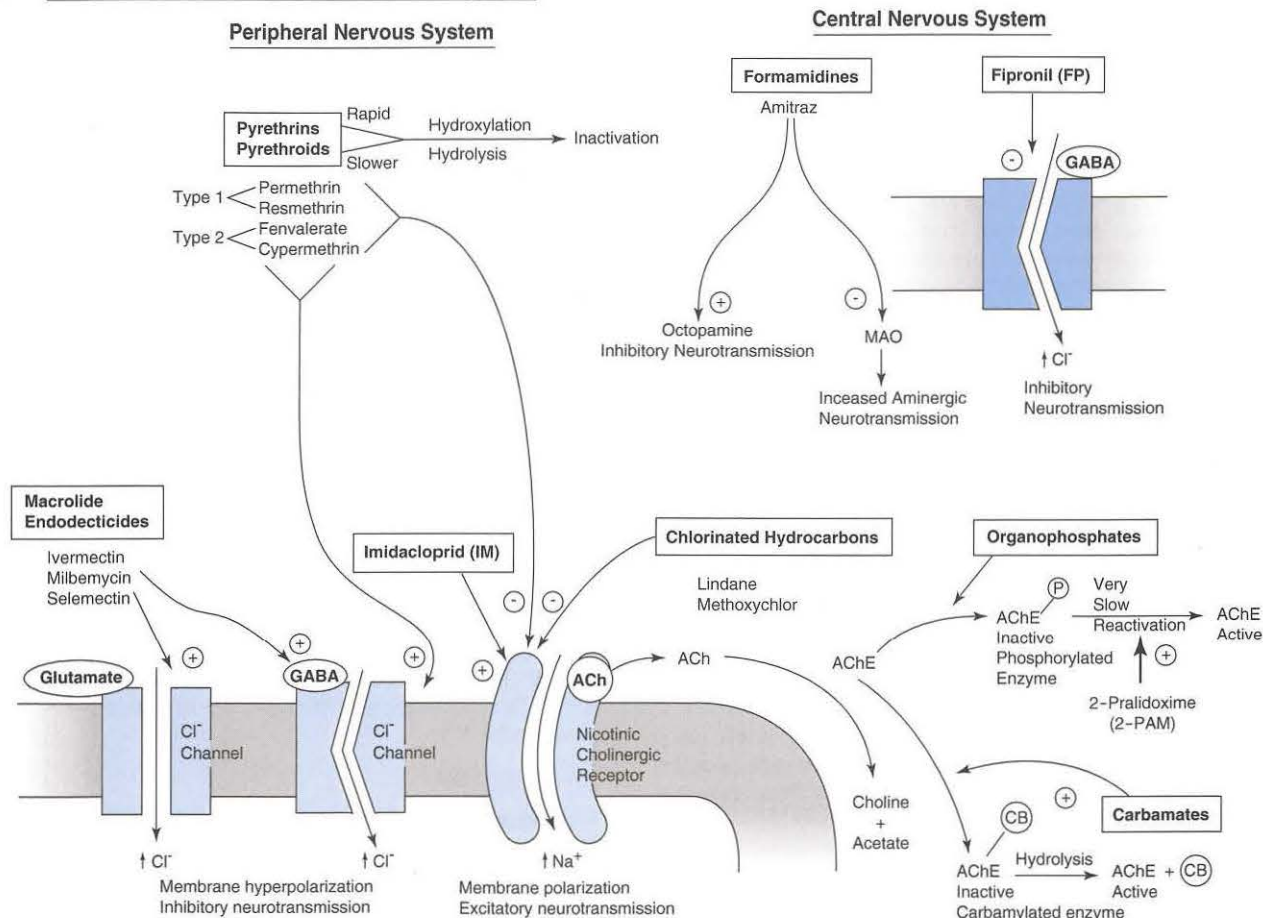 Peripheral Nervous System
Central Nervous System
Formamidines
Amitraz
Fipronil (FP)
-
GABA
Pyrethrins
Pyrethroids
Rapid
Slower
Hydroxylation
Hydrolysis
Inactivation
Type 1
Permethrin
Resmethrin
Type 2
Fenvalerate
Cypermethrin
+
Octopamine
Inhibitory Neurotransmission
-
MAO
Inceased Aminergic
Neurotransmission
↑ Cl⁻
Inhibitory
Neurotransmission
Macrolide
Endodecticides
Ivermectin
Milbemycin
Selemectin
Imidacloprid (IM)
Chlorinated Hydrocarbons
Lindane
Methoxychlor
Organophosphates
P
AChE
Inactive
Phosphorylated
Enzyme
Very
Slow
Reactivation
AChE
Active
+
2-Pralidoxime
(2-PAM)
Glutamate
+
+
GABA
+
+
-
-
ACh
ACh
AChE
Cl⁻
Channel
Cl⁻
Channel
Nicotinic
Cholinergic
Receptor
Choline
+
Acetate
+
Carbamates
CB
AChE
Inactive
Carbamylated enzyme
Hydrolysis
AChE + CB
Active
↑ Cl⁻
↑ Cl⁻
Membrane hyperpolarization
Inhibitory neurotransmission
↑ Na⁺
Membrane polarization
Excitatory neurotransmission